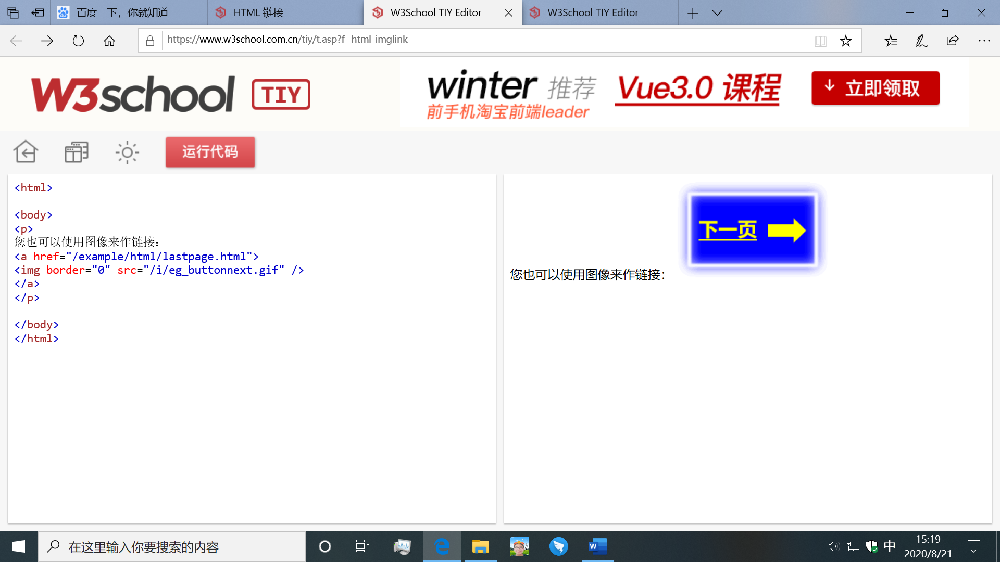 百度一下，你就知道
HTML 链接
W3School TIY Editor
W3School TIY Editor
https://www.w3school.com.cn/tiy/t.asp?f=html_imglink
W3school TIY
winter 推荐
前手机淘宝前端leader
Vue3.0 课程
立即领取
运行代码
<html>
<body>
<p>
您也可以使用图像来作链接：
<a href="/example/html/lastpage.html">
<img border="0" src="/i/eg_buttonnext.gif" />
</a>
</p>
</body>
</html>
下一页
您也可以使用图像来作链接：
在这里输入你要搜索的内容
中
15:19
2020/8/21